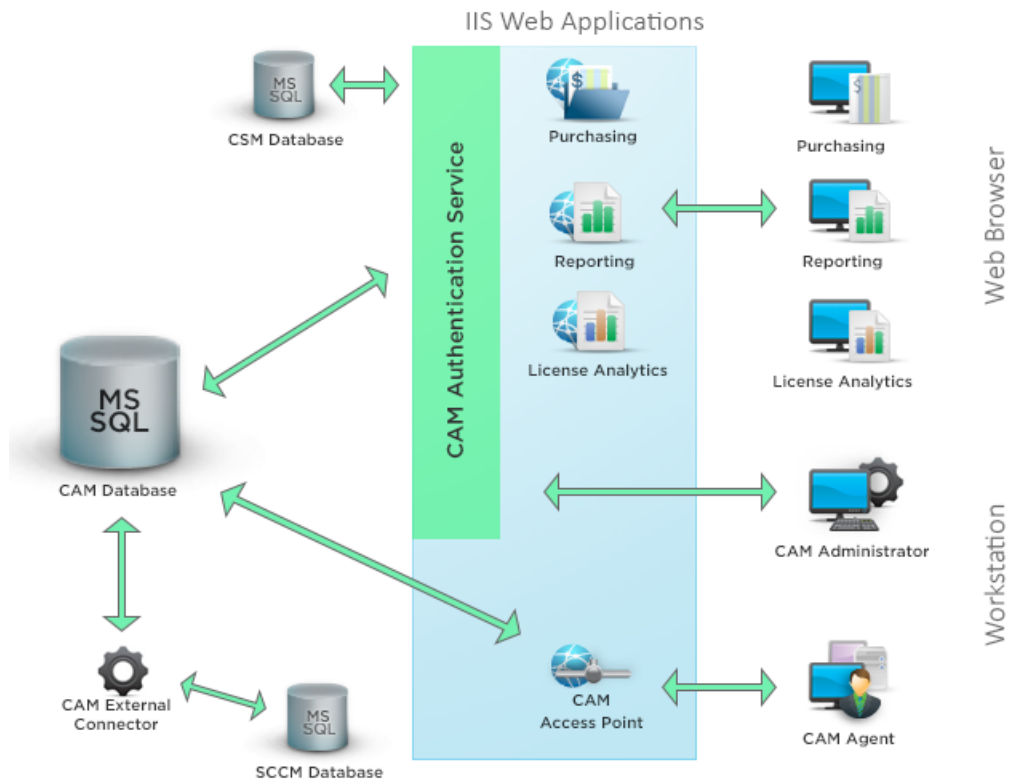 IIS Web Applications
MS
SQL
CSM Database
CAM Authentication Service
$
Purchasing
$
Purchasing
Reporting
Reporting
License Analytics
License Analytics
Web Browser
MS
SQL
CAM Database
CAM Administrator
Workstation
CAM External
Connector
MS
SQL
SCCM Database
CAM
Access Point
CAM Agent